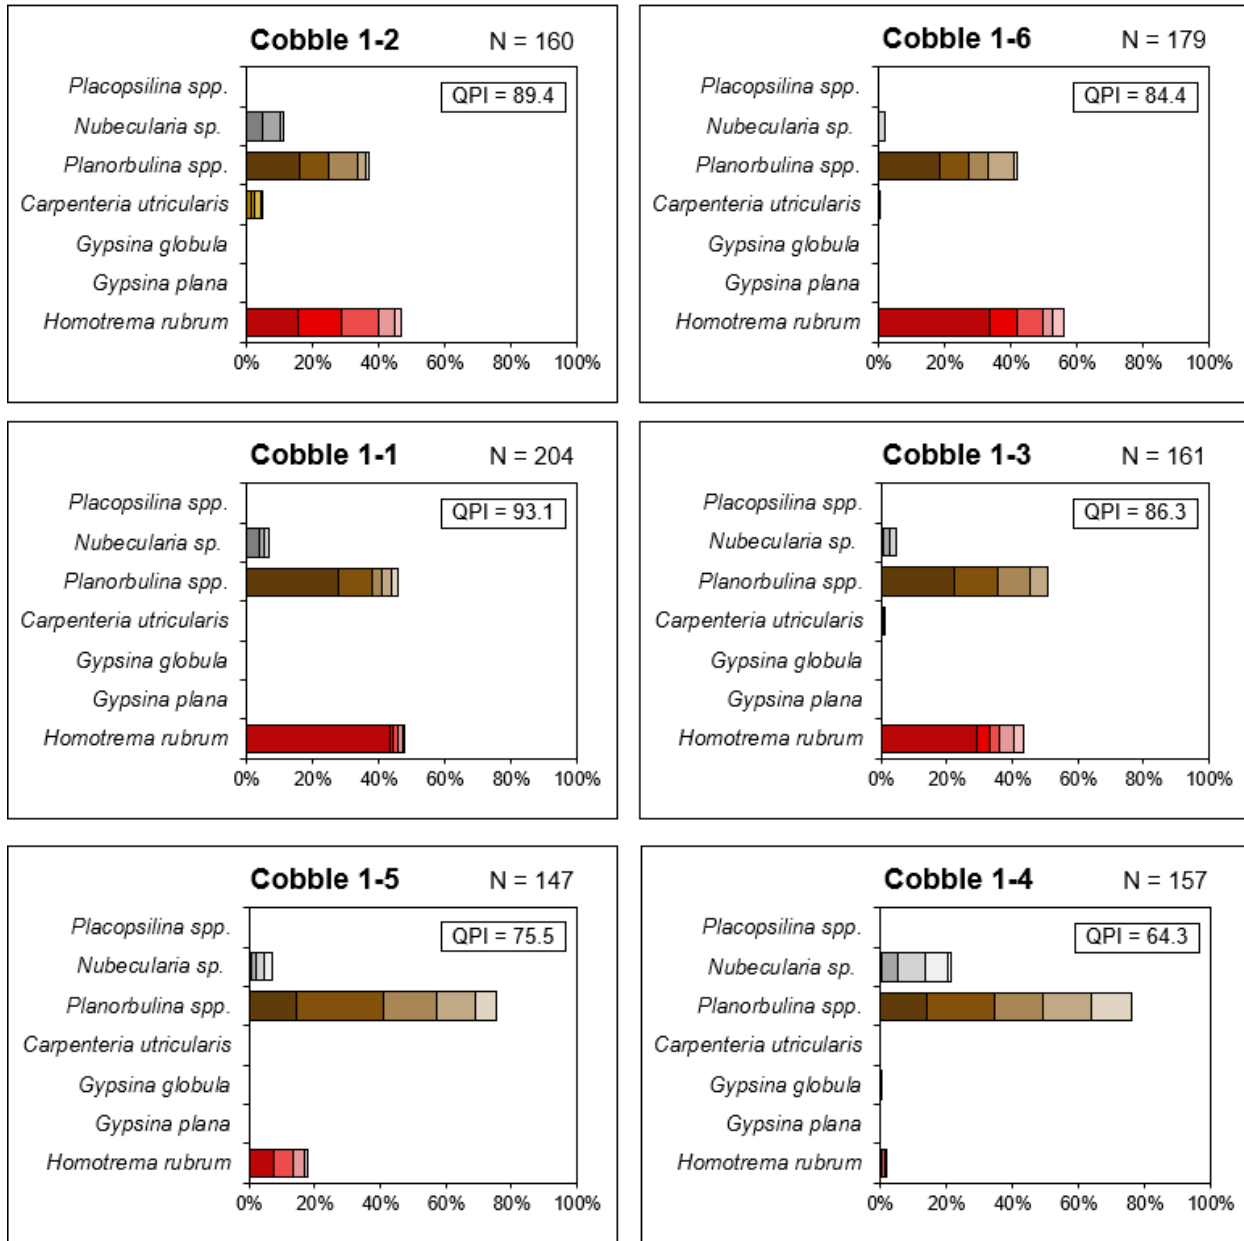 Cobble 1-2 N = 160
QPI = 89.4
Placopsilina spp.
Nubecularia sp.
Planorbulina spp.
Carpenteria utricularis
Gypsina globula
Gypsina plana
Homotrema rubrum
0% 20% 40% 60% 80% 100%
Cobble 1-6 N = 179
QPI = 84.4
Placopsilina spp.
Nubecularia sp.
Planorbulina spp.
Carpenteria utricularis
Gypsina globula
Gypsina plana
Homotrema rubrum
0% 20% 40% 60% 80% 100%
Cobble 1-1 N = 204
QPI = 93.1
Placopsilina spp.
Nubecularia sp.
Planorbulina spp.
Carpenteria utricularis
Gypsina globula
Gypsina plana
Homotrema rubrum
0% 20% 40% 60% 80% 100%
Cobble 1-3 N = 161
QPI = 86.3
Placopsilina spp.
Nubecularia sp.
Planorbulina spp.
Carpenteria utricularis
Gypsina globula
Gypsina plana
Homotrema rubrum
0% 20% 40% 60% 80% 100%
Cobble 1-5 N = 147
QPI = 75.5
Placopsilina spp.
Nubecularia sp.
Planorbulina spp.
Carpenteria utricularis
Gypsina globula
Gypsina plana
Homotrema rubrum
0% 20% 40% 60% 80% 100%
Cobble 1-4 N = 157
QPI = 64.3
Placopsilina spp.
Nubecularia sp.
Planorbulina spp.
Carpenteria utricularis
Gypsina globula
Gypsina plana
Homotrema rubrum
0% 20% 40% 60% 80% 100%